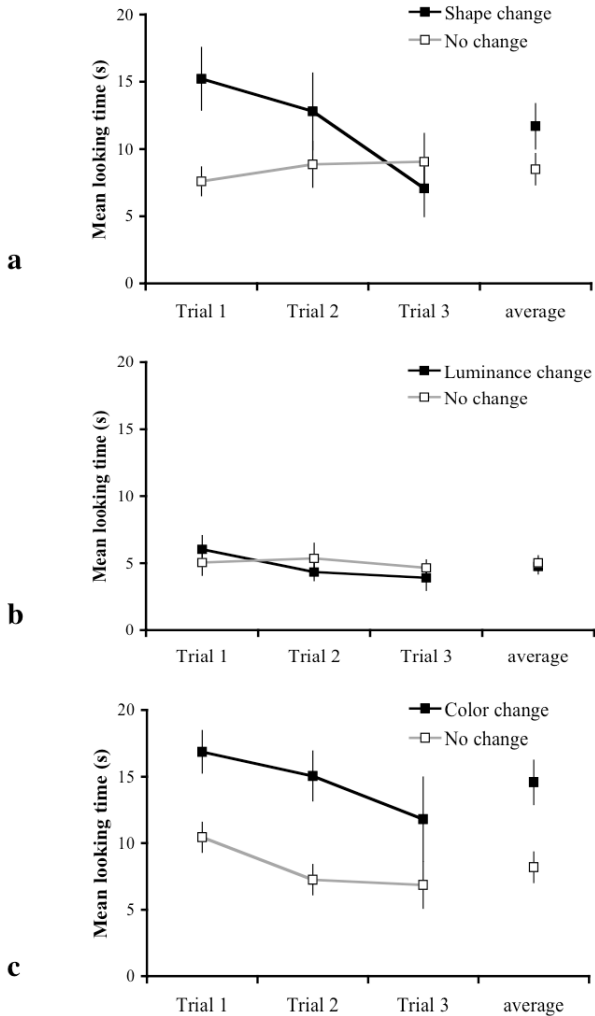 20
Shape change
No change
15
10
5
0
Mean looking time (s)
a
Trial 1 Trial 2 Trial 3 average
20
Luminance change
No change
15
10
5
0
Mean looking time (s)
b
Trial 1 Trial 2 Trial 3 average
20
Color change
No change
15
10
5
0
Mean looking time (s)
c
Trial 1 Trial 2 Trial 3 average